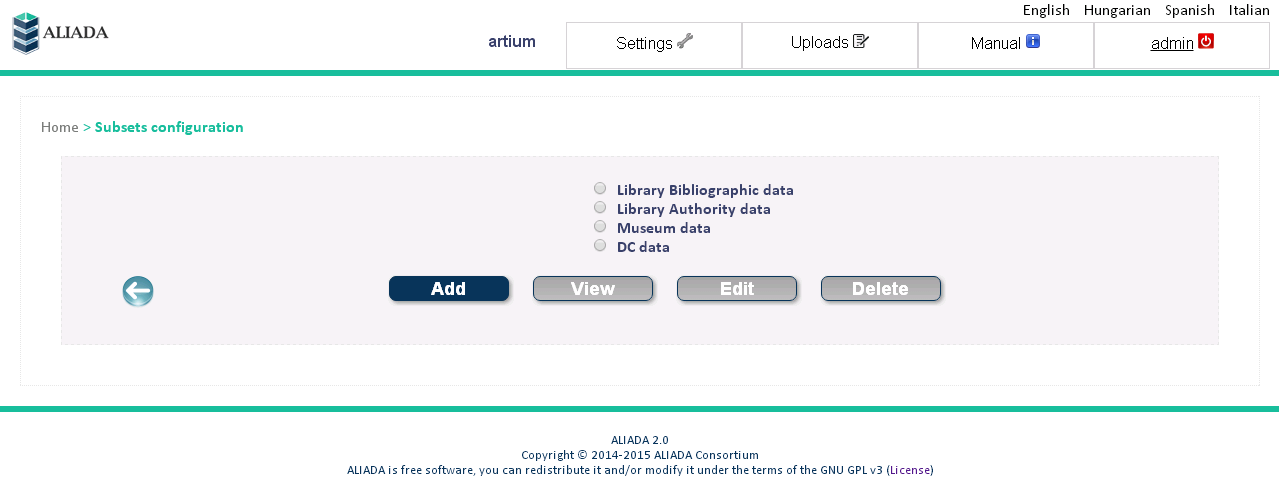 English Hungarian Spanish Italian
ALIADA
artium Settings Uploads Manual admin
Home > Subsets configuration
Library Bibliographic data
Library Authority data
Museum data
DC data
Add View Edit Delete
ALIADA 2.0
Copyright © 2014-2015 ALIADA Consortium
ALIADA is free software, you can redistribute it and/or modify it under the terms of the GNU GPL v3 (License)